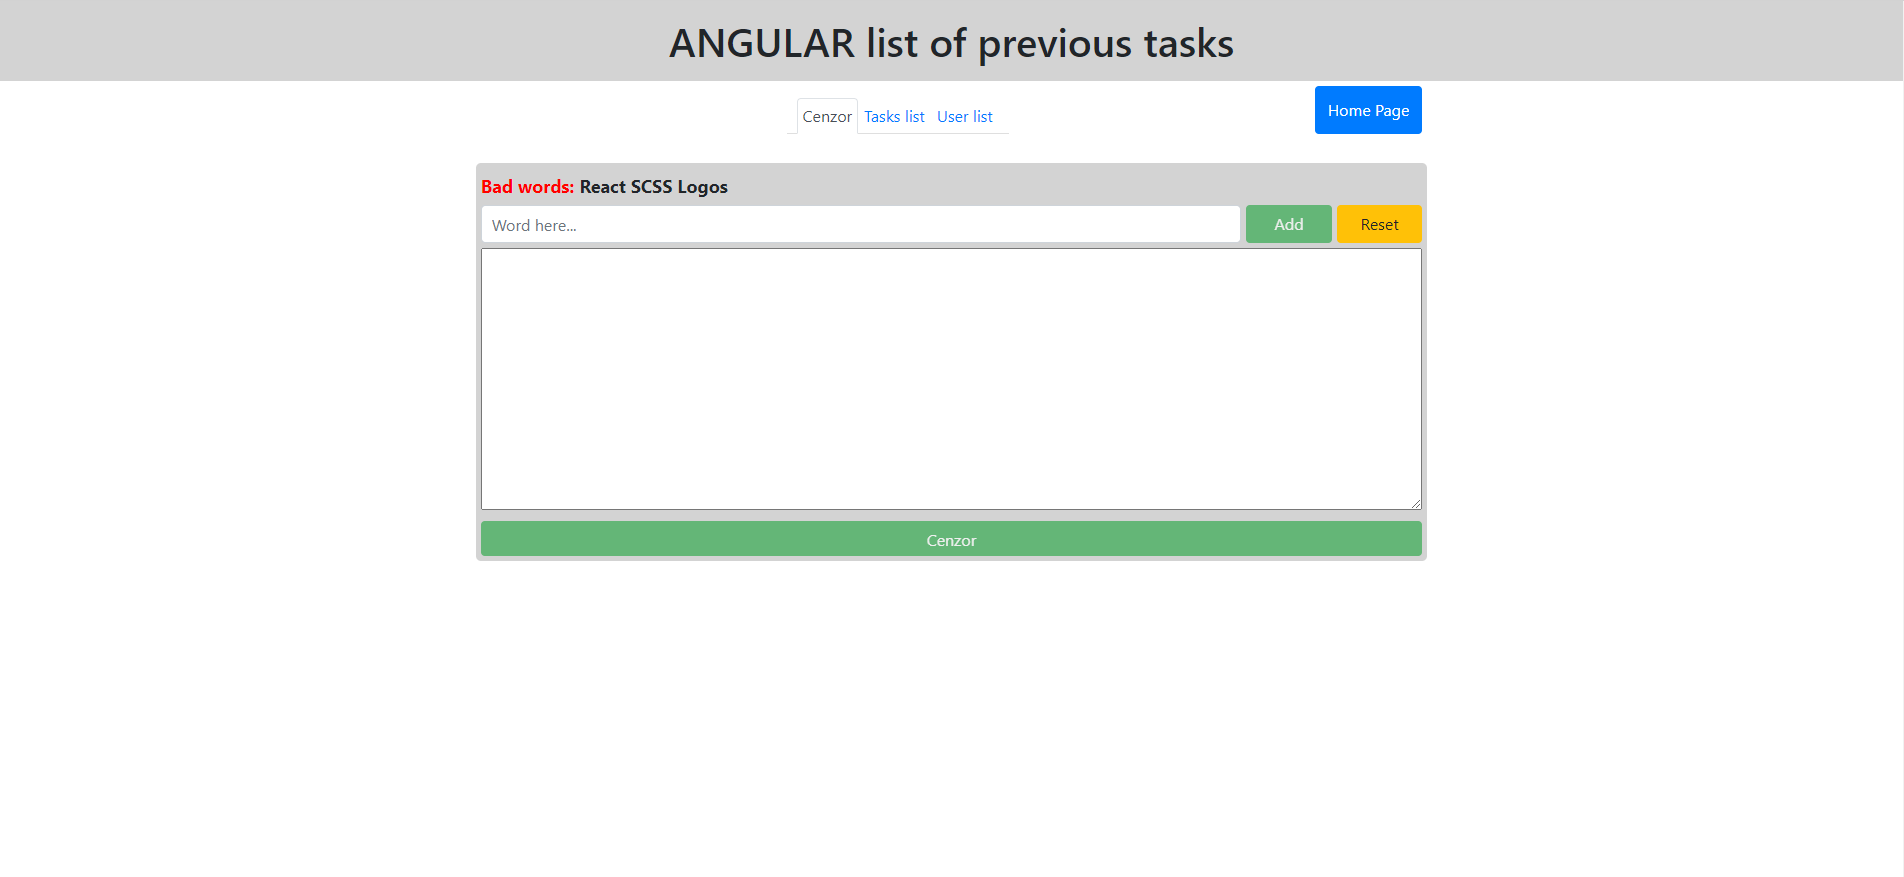 ANGULAR list of previous tasks
Cenzor Tasks list User list Home Page
Bad words: React SCSS Logos
Word here... Add Reset
Cenzor